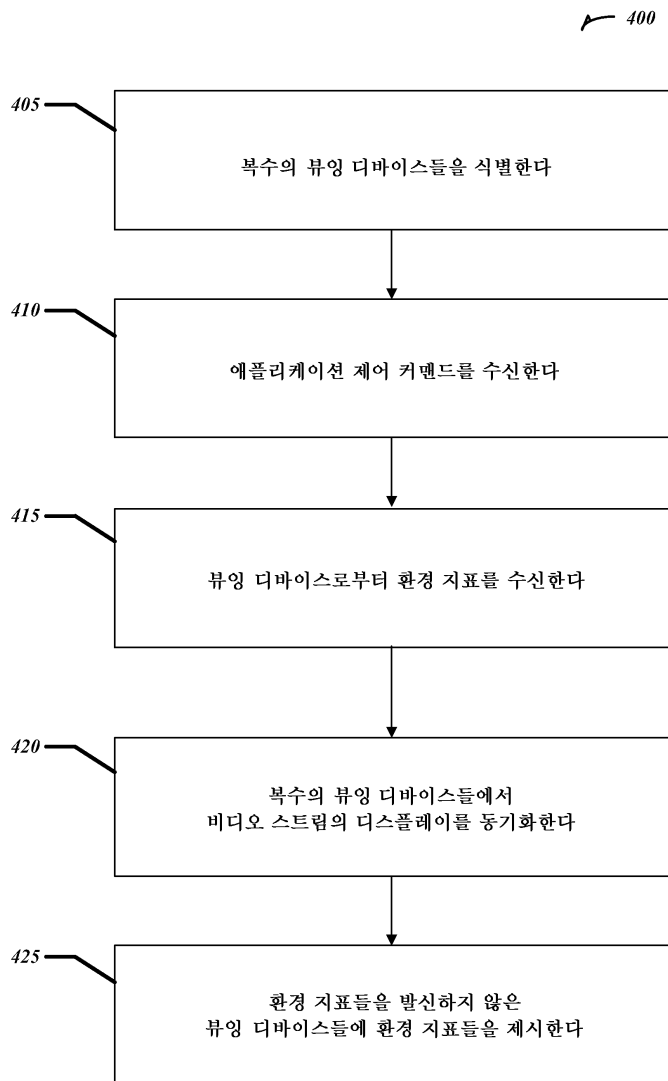 400
405
복수의 뷰잉 디바이스들을 식별한다
410
애플리케이션 제어 커맨드를 수신한다
415
뷰잉 디바이스로부터 환경 지표를 수신한다
420
복수의 뷰잉 디바이스들에서
비디오 스트림의 디스플레이를 동기화한다
425
환경 지표들을 발신하지 않은
뷰잉 디바이스들에 환경 지표들을 제시한다